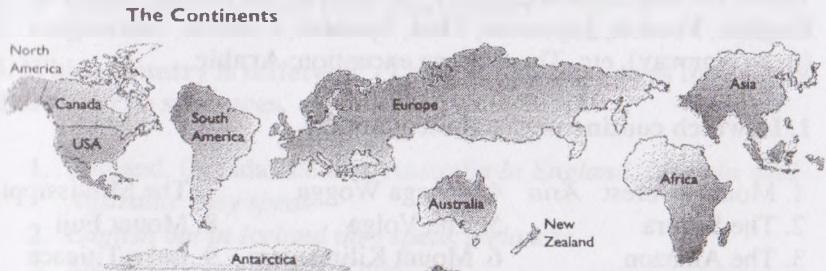 The Continents
North
America
Canada
USA
South
America
Europe
Asia
Africa
Australia
New
Zealand
Antarctica